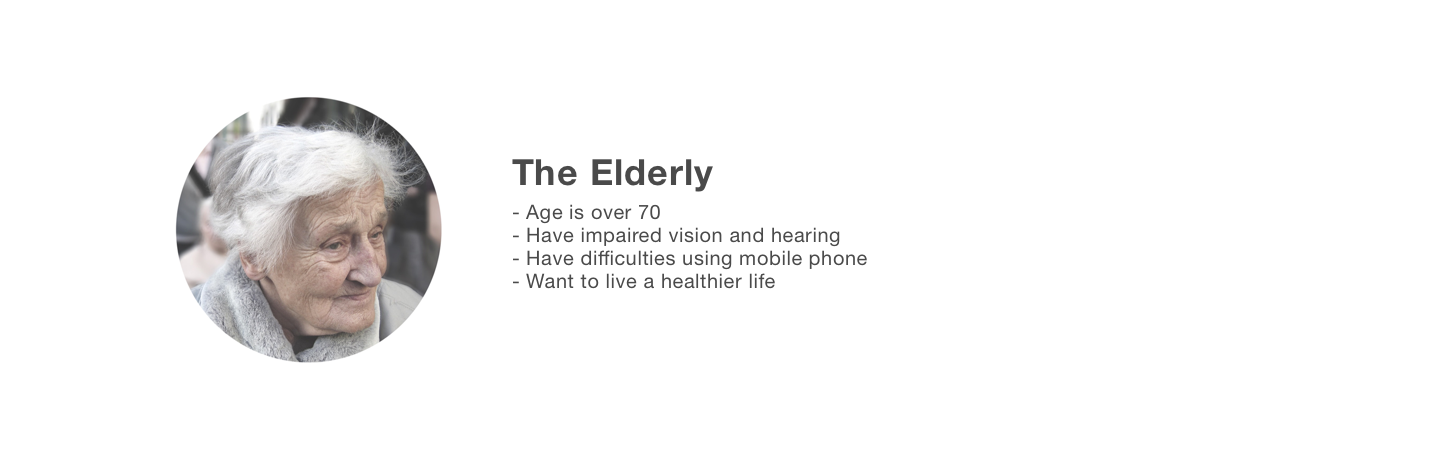 The Elderly
- Age is over 70
- Have impaired vision and hearing
- Have difficulties using mobile phone
- Want to live a healthier life